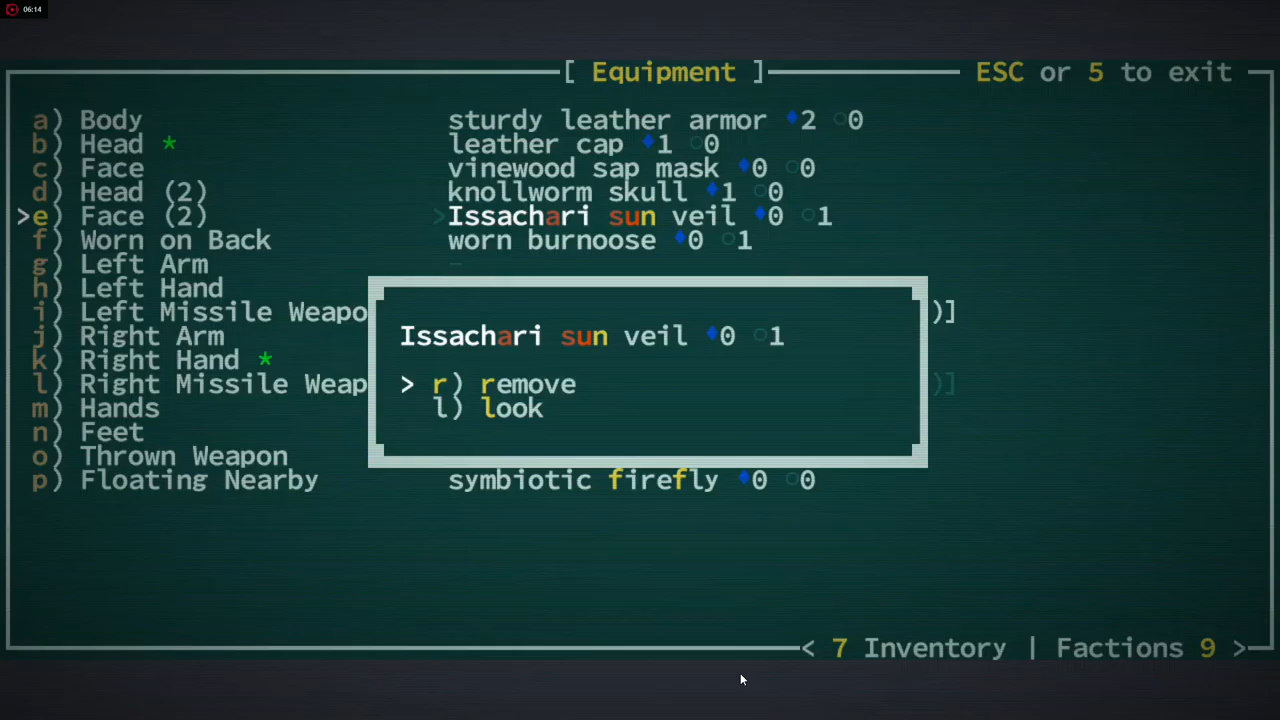 06:14
[ Equipment ] ESC or 5 to exit
a) Body sturdy leather armor ♦2 ○0
b) Head * leather cap ♦1 ○0
c) Face vinewood sap mask ♦0 ○0
d) Head (2) knollworm skull ♦1 ○0
>e) Face (2) >Issachari sun veil ♦0 ○1
f) Worn on Back worn burnoose ♦0 ○1
g) Left Arm –
h) Left Hand
i) Left Missile Weapo )]
j) Right Arm
k) Right Hand *
l) Right Missile Weap )]
m) Hands
n) Feet
o) Thrown Weapon
p) Floating Nearby symbiotic firefly ♦0 ○0
Issachari sun veil ♦0 ○1
> r) remove
l) look
< 7 Inventory | Factions 9 >